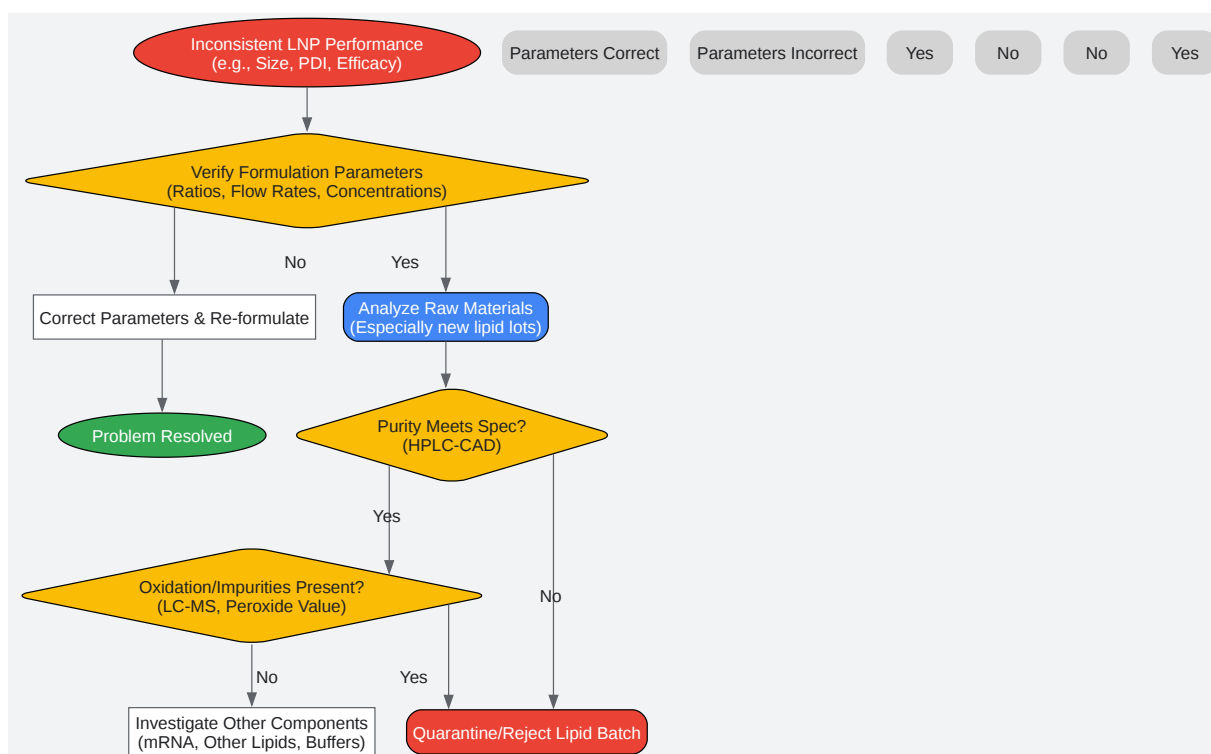 Inconsistent LNP Performance
(e.g., Size, PDI, Efficacy)
Parameters Correct
Parameters Incorrect
Yes
No
No
Yes
Verify Formulation Parameters
(Ratios, Flow Rates, Concentrations)
No
Yes
Correct Parameters & Re-formulate
Analyze Raw Materials
(Especially new lipid lots)
Problem Resolved
Purity Meets Spec?
(HPLC-CAD)
Yes
Oxidation/Impurities Present?
(LC-MS, Peroxide Value)
No
No
Yes
Investigate Other Components
(mRNA, Other Lipids, Buffers)
Quarantine/Reject Lipid Batch